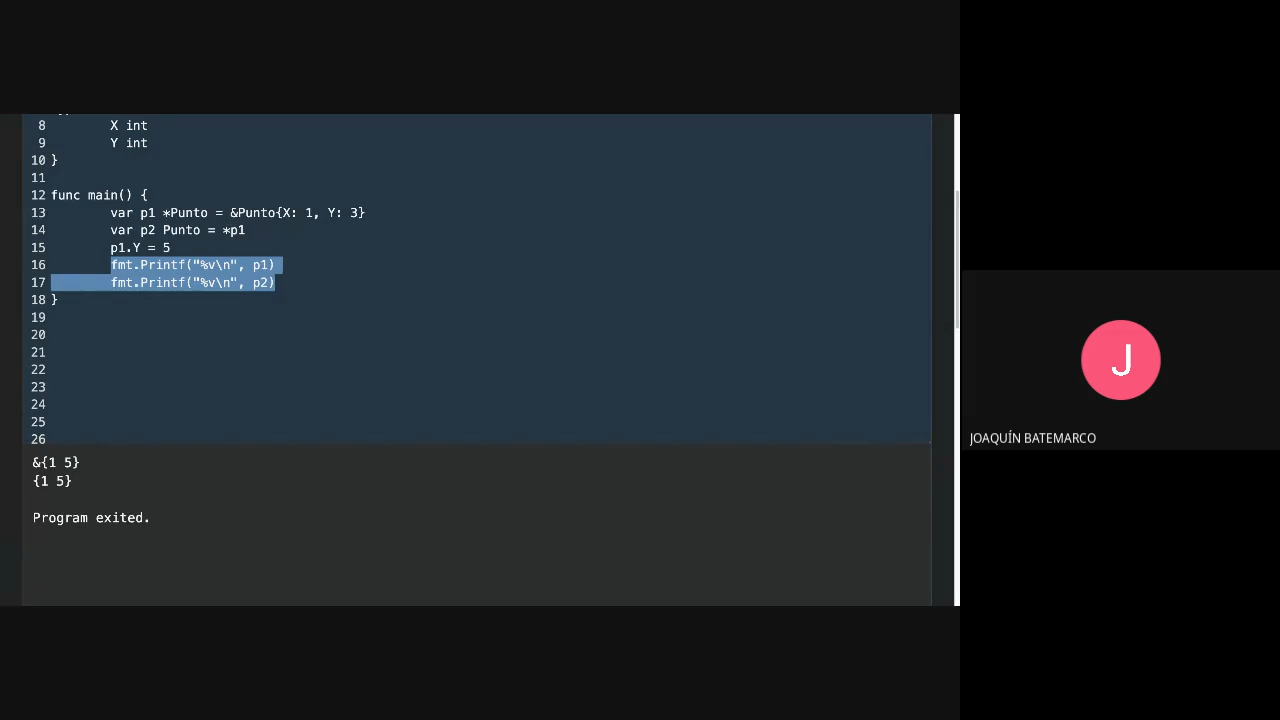 8 X int
9 Y int
10 }
11
12 func main() {
13 var p1 *Punto = &Punto{X: 1, Y: 3}
14 var p2 Punto = *p1
15 p1.Y = 5
16 fmt.Printf("%v\n", p1)
17 fmt.Printf("%v\n", p2)
18 }
19
20
21
22
23
24
25
26
&{1 5}
{1 5}
Program exited.
J
JOAQUÍN BATEMARCO